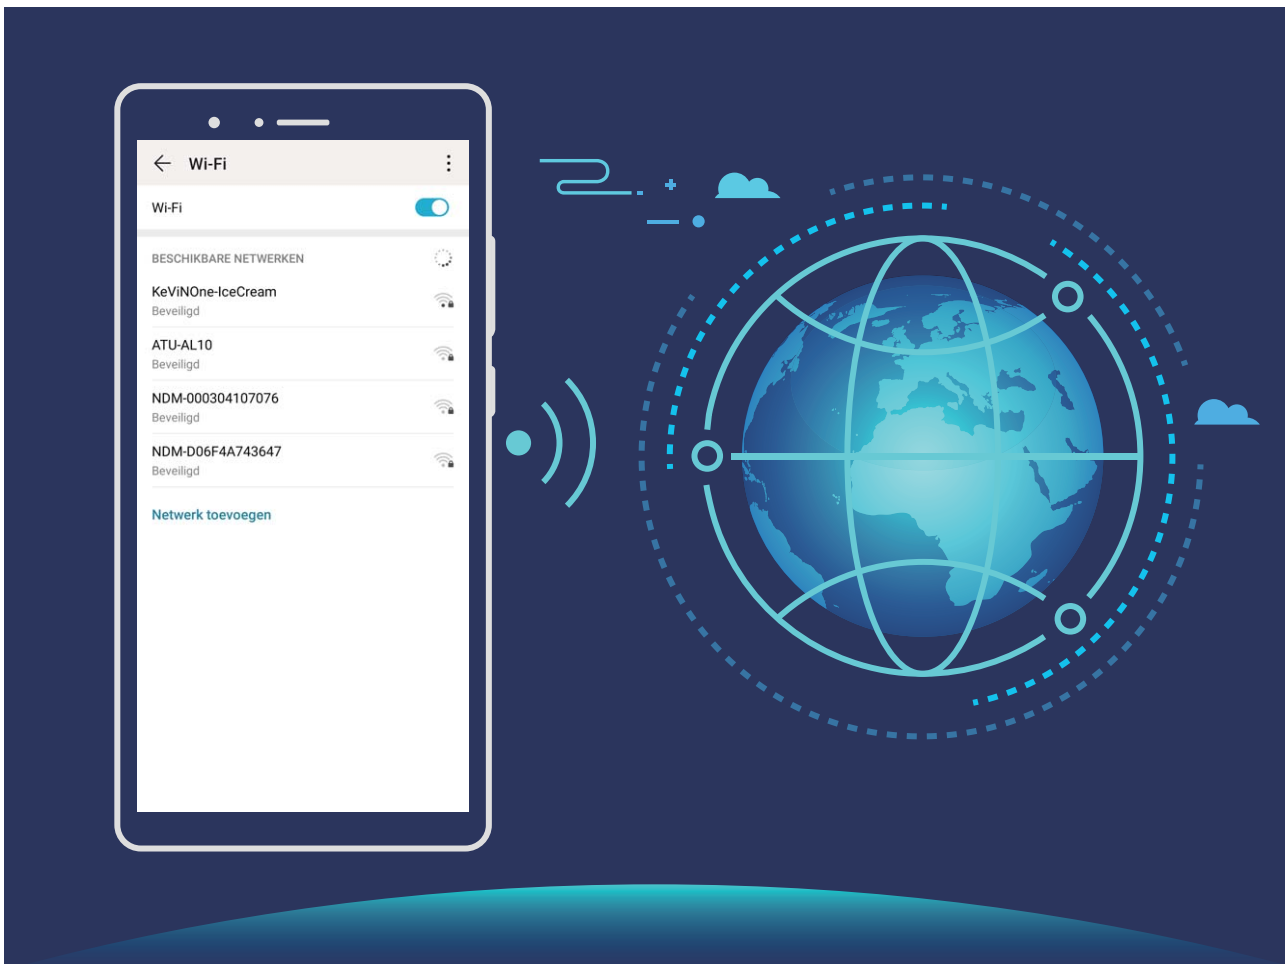 Wi-Fi
Wi-Fi
BESCHIKBARE NETWERKEN
KeViNOne-IceCream
Beveiligd
ATU-AL10
Beveiligd
NDM-000304107076
Beveiligd
NDM-D06F4A743647
Beveiligd
Netwerk toevoegen